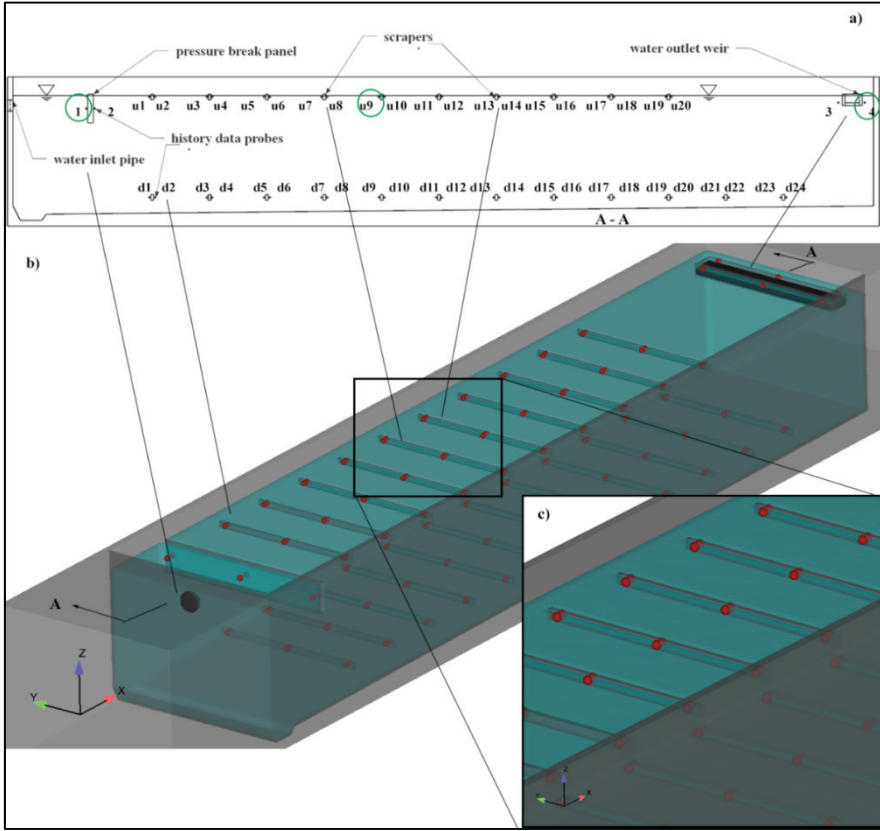 a)
pressure break panel
scrapers
water outlet weir
1 2 u1 u2 u3 u4 u5 u6 u7 u8 u9 u10 u11 u12 u13 u14 u15 u16 u17 u18 u19 u20 3 4
history data probes
water inlet pipe
d1 d2 d3 d4 d5 d6 d7 d8 d9 d10 d11 d12 d13 d14 d15 d16 d17 d18 d19 d20 d21 d22 d23 d24
A - A
b)
A
A
Z
Y
X
c)
Z
Y
X